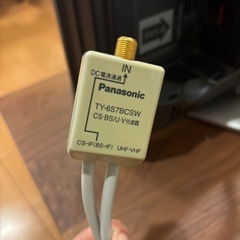 IN
DC電流通過
Panasonic
TY-6S7BCSW
CS·BS/U·V分波器
CS-IF(BS-IF) UHF·VHF